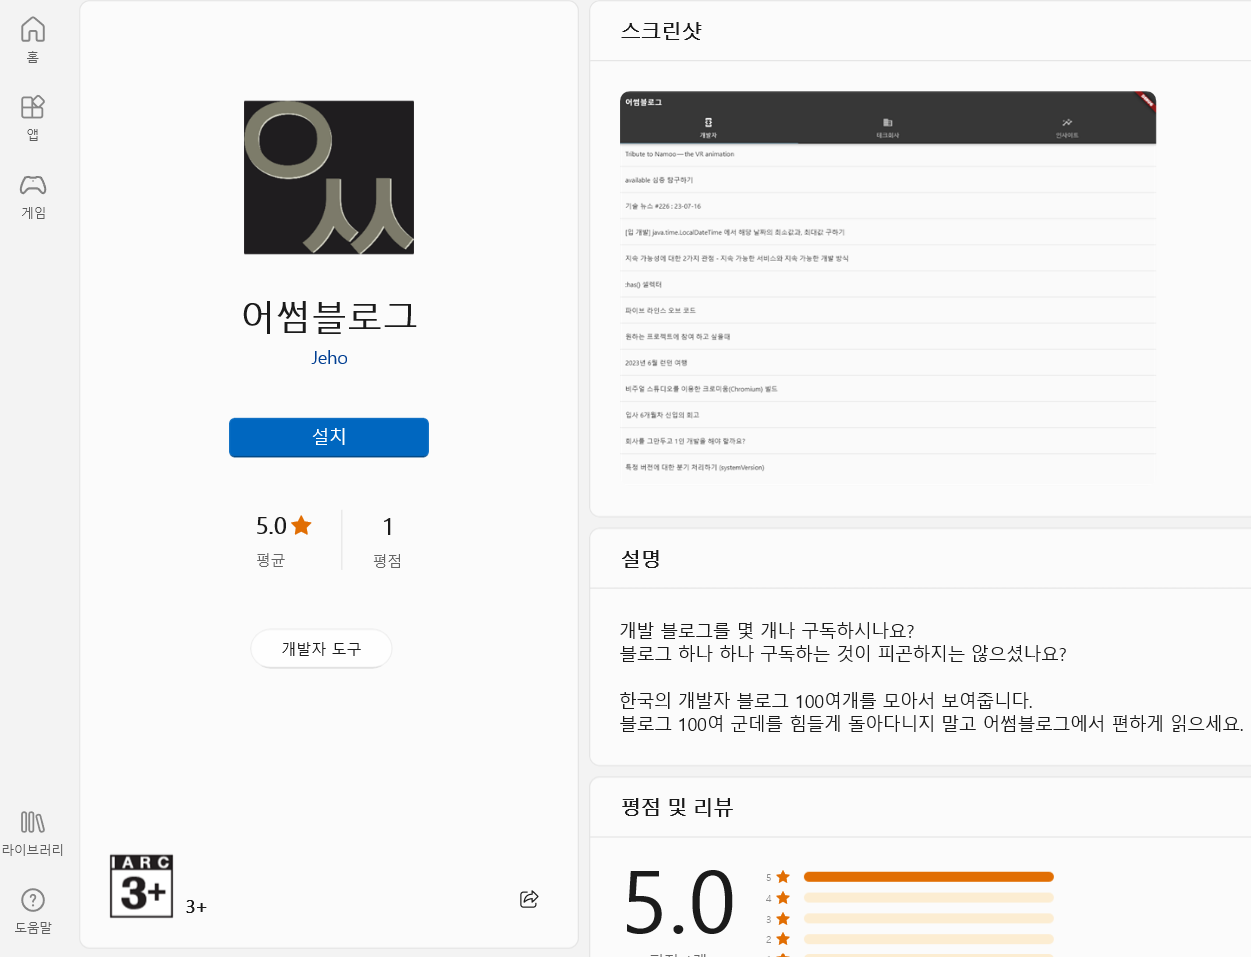 홈
앱
게임
라이브러리
도움말
어썸블로그
Jeho
설치
5.0
평균
1
평점
개발자 도구
IARC
3+
3+
스크린샷
어썸블로그
개발자
테크회사
인사이트
Tribute to Namoo — the VR animation
available 심층 탐구하기
기술 뉴스 #226 : 23-07-16
[입 개발] java.time.LocalDateTime 에서 해당 날짜의 최소값과, 최대값 구하기
지속 가능성에 대한 2가지 관점 - 지속 가능한 서비스와 지속 가능한 개발 방식
:has() 셀렉터
파이브 라인스 오브 코드
원하는 프로젝트에 참여 하고 싶을때
2023년 6월 런던 여행
비주얼 스튜디오를 이용한 크로미움(Chromium) 빌드
입사 6개월차 신입의 회고
회사를 그만두고 1인 개발을 해야 할까요?
특정 버전에 대한 분기 처리하기 (systemVersion)
설명
개발 블로그를 몇 개나 구독하시나요?
블로그 하나 하나 구독하는 것이 피곤하지는 않으셨나요?
한국의 개발자 블로그 100여개를 모아서 보여줍니다.
블로그 100여 군데를 힘들게 돌아다니지 말고 어썸블로그에서 편하게 읽으세요.
평점 및 리뷰
5.0
5
4
3
2